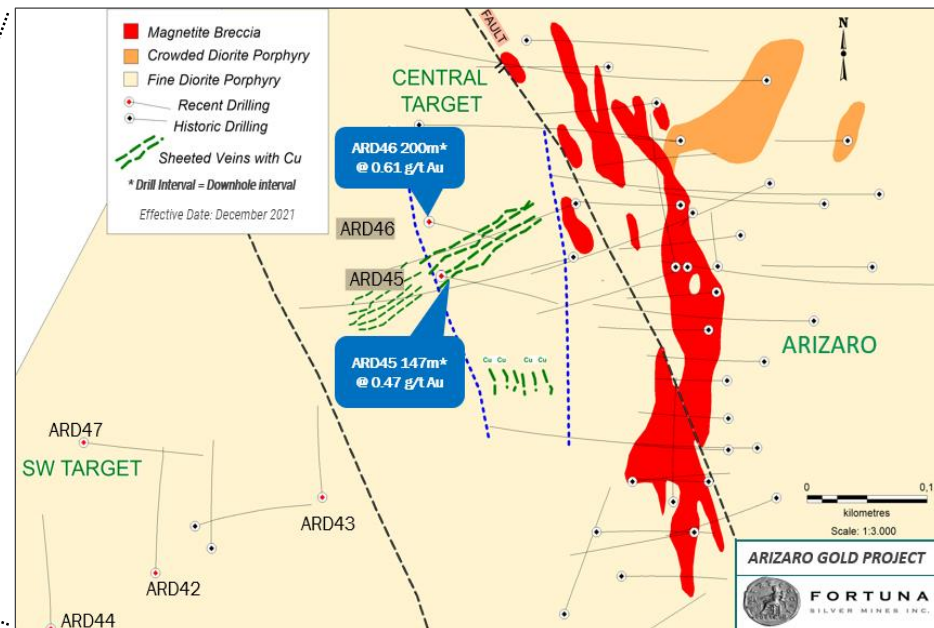 Magnetite Breccia
Crowded Diorite Porphyry
Fine Diorite Porphyry
Recent Drilling
Historic Drilling
Sheeted Veins with Cu
* Drill Interval = Downhole interval
Effective Date: December 2021
FAULT
N
CENTRAL
TARGET
ARD46 200m*
@ 0.61 g/t Au
ARD46
ARD45
ARD45 147m*
@ 0.47 g/t Au
Cu Cu Cu Cu
ARIZARO
ARD47
SW TARGET
ARD43
ARD42
ARD44
0 0,1
kilometres
Scale: 1:3.000
ARIZARO GOLD PROJECT
FORTUNA
SILVER MINES INC.